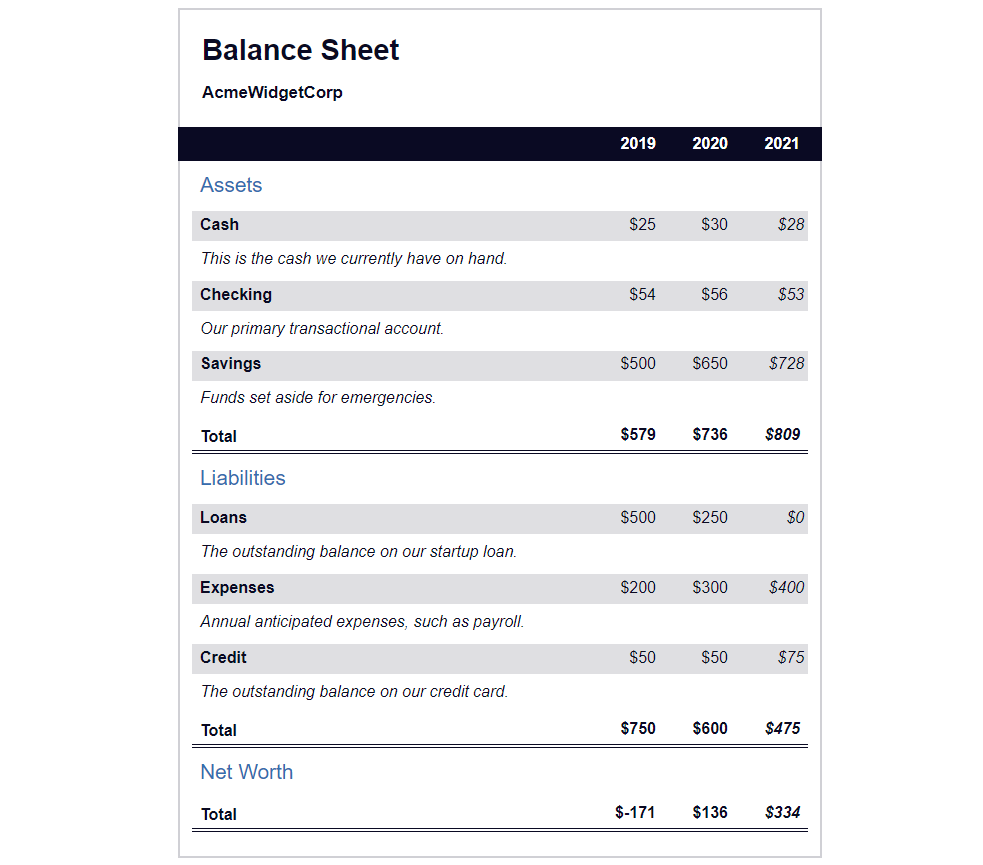 Balance Sheet
AcmeWidgetCorp
2019 2020 2021
Assets
Cash $25 $30 $28
This is the cash we currently have on hand.
Checking $54 $56 $53
Our primary transactional account.
Savings $500 $650 $728
Funds set aside for emergencies.
Total $579 $736 $809
Liabilities
Loans $500 $250 $0
The outstanding balance on our startup loan.
Expenses $200 $300 $400
Annual anticipated expenses, such as payroll.
Credit $50 $50 $75
The outstanding balance on our credit card.
Total $750 $600 $475
Net Worth
Total $-171 $136 $334